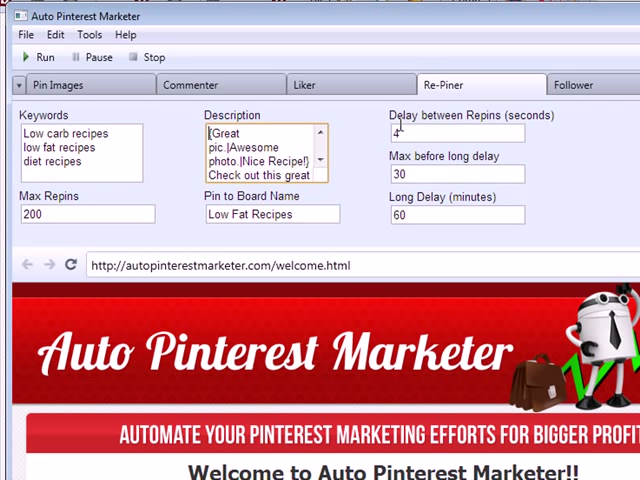 Auto Pinterest Marketer
File Edit Tools Help
Run Pause Stop
Pin Images Commenter Liker Re-Piner Follower
Keywords
Low carb recipes
low fat recipes
diet recipes
Max Repins
200
Description
{Great
pic.|Awesome
photo.|Nice Recipe!}
Check out this great
Pin to Board Name
Low Fat Recipes
Delay between Repins (seconds)
4
Max before long delay
30
Long Delay (minutes)
60
http://autopinterestmarketer.com/welcome.html
Auto Pinterest Marketer
AUTOMATE YOUR PINTEREST MARKETING EFFORTS FOR BIGGER PROFIT
Welcome to Auto Pinterest Marketer!!